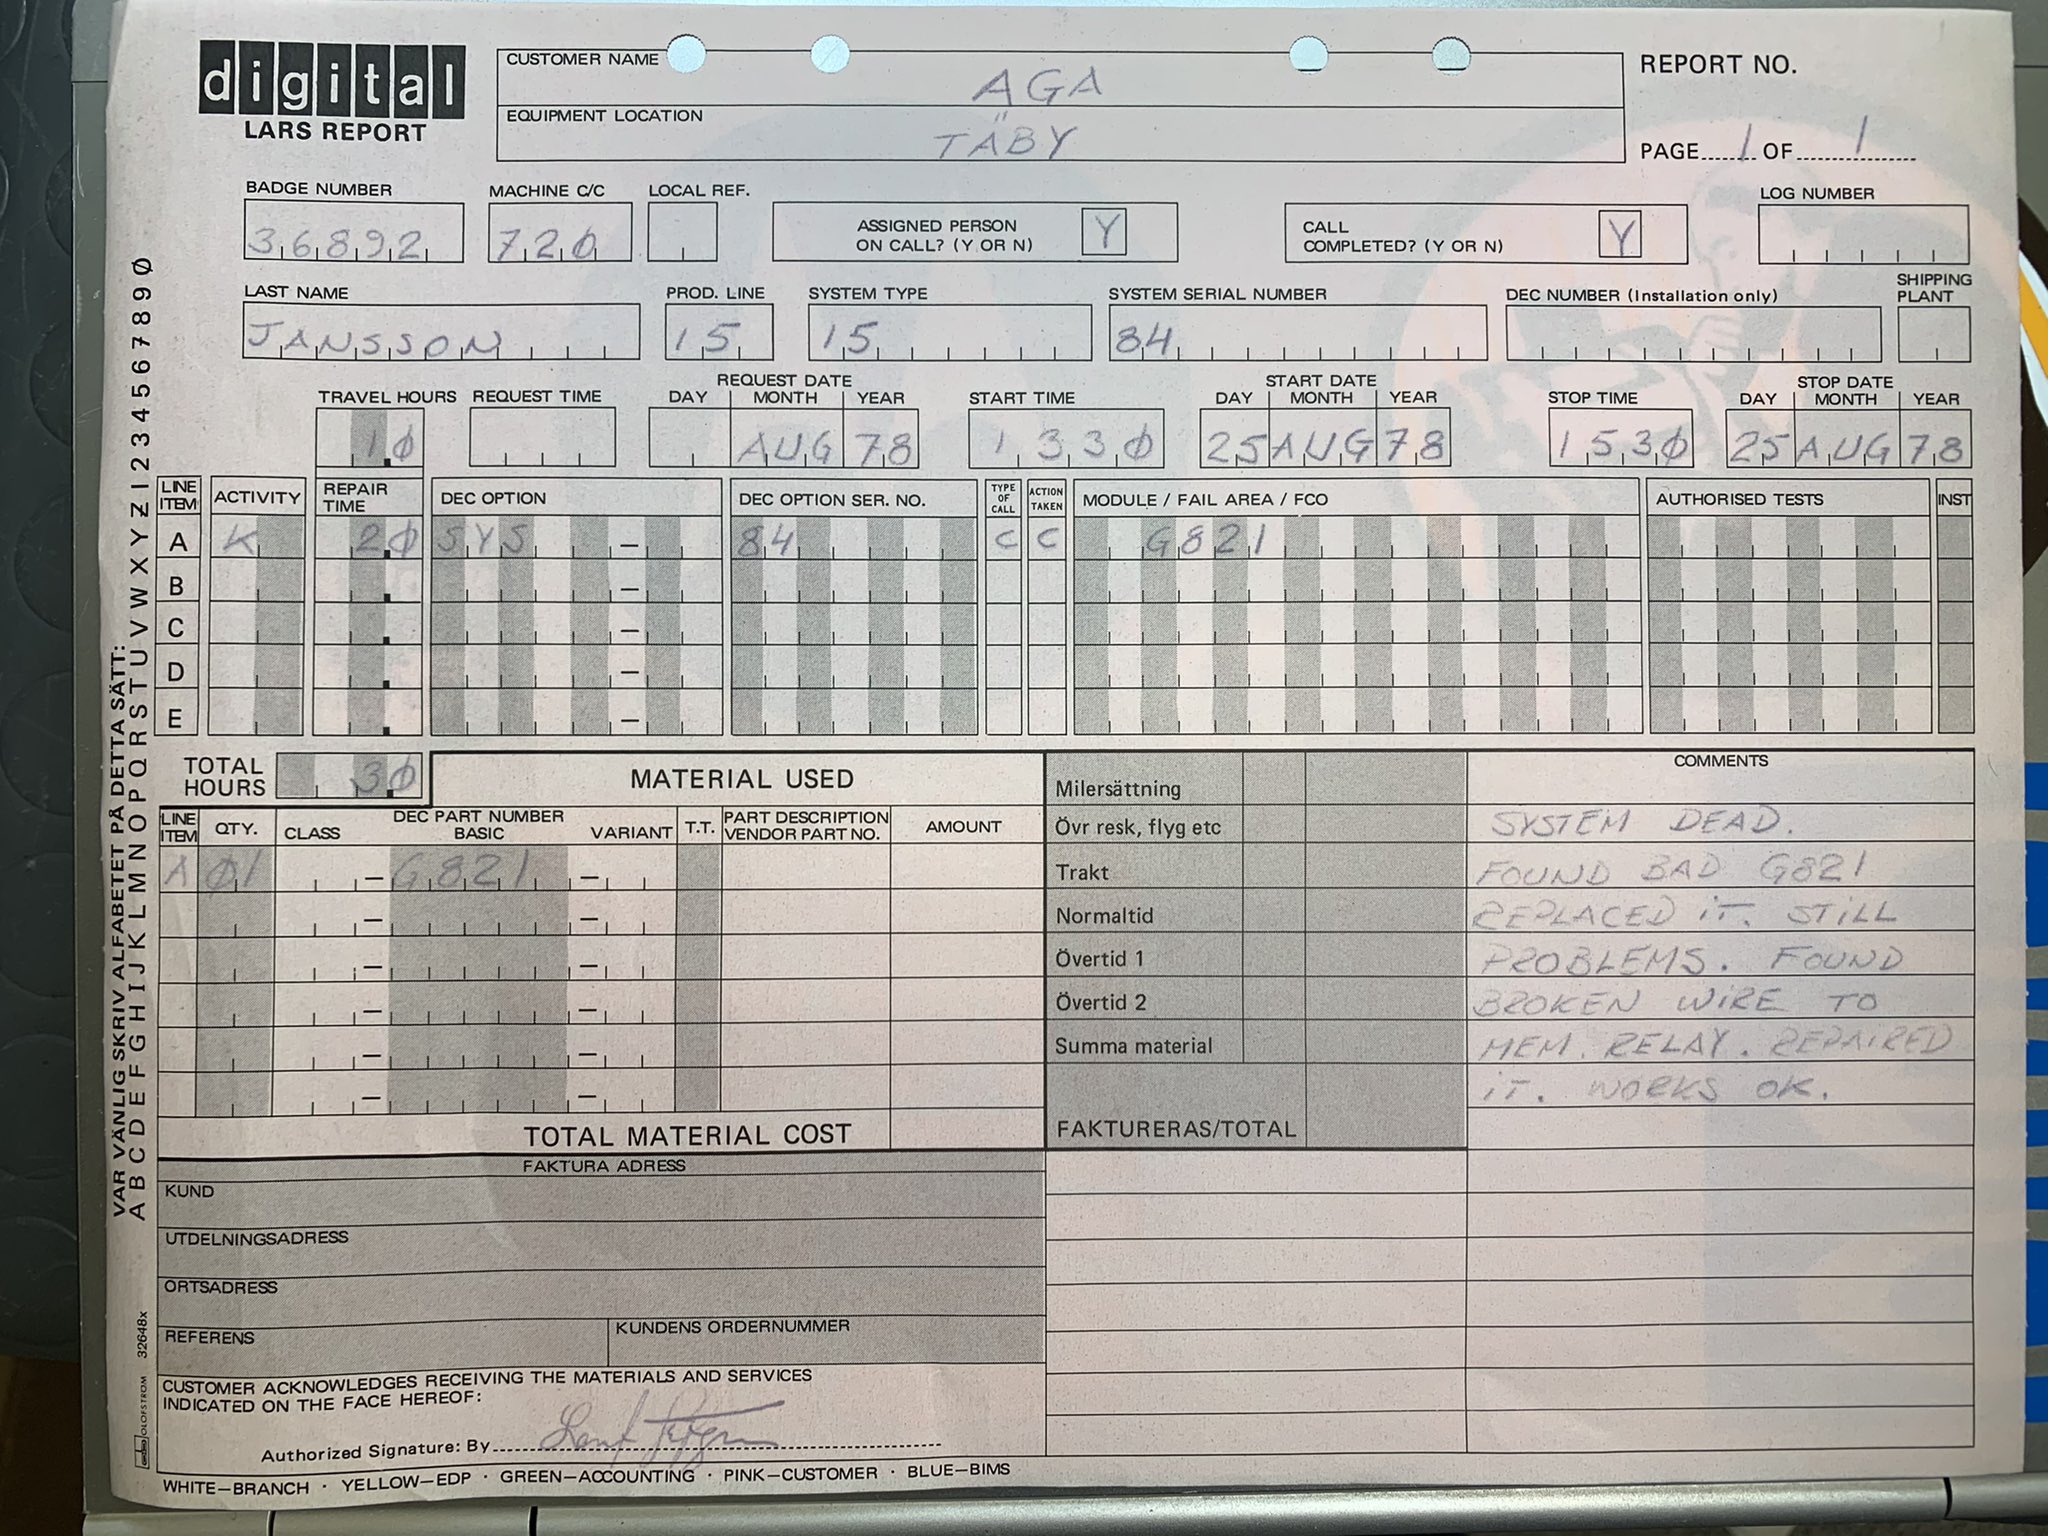 digital
LARS REPORT
CUSTOMER NAME
AGA
EQUIPMENT LOCATION
TÄBY
REPORT NO.
PAGE 1 OF 1
BADGE NUMBER MACHINE C/C LOCAL REF. LOG NUMBER
36892 720 ASSIGNED PERSON ON CALL? (Y OR N) Y CALL COMPLETED? (Y OR N) Y
LAST NAME PROD. LINE SYSTEM TYPE SYSTEM SERIAL NUMBER DEC NUMBER (Installation only) SHIPPING PLANT
JANSSON 15 15 84
TRAVEL HOURS REQUEST TIME REQUEST DATE DAY MONTH YEAR START TIME START DATE DAY MONTH YEAR STOP TIME STOP DATE DAY MONTH YEAR
1.0 AUG 78 1330 25 AUG 78 1530 25 AUG 78
LINE ITEM ACTIVITY REPAIR TIME DEC OPTION DEC OPTION SER. NO. TYPE OF CALL ACTION TAKEN MODULE / FAIL AREA / FCO AUTHORISED TESTS INST
A K 2.0 SYS – 84 C C G821
B . –
C . –
D . –
E . –
TOTAL HOURS 3.0
MATERIAL USED
LINE ITEM QTY. CLASS DEC PART NUMBER BASIC VARIANT T.T. PART DESCRIPTION VENDOR PART NO. AMOUNT
A 01 – G821 –
– –
– –
– –
– –
– –
TOTAL MATERIAL COST
Milersättning
Övr resk, flyg etc
Trakt
Normaltid
Övertid 1
Övertid 2
Summa material
FAKTURERAS/TOTAL
COMMENTS
SYSTEM DEAD.
FOUND BAD G821
REPLACED IT. STILL
PROBLEMS. FOUND
BROKEN WIRE TO
MEM. RELAY. REPAIRED
IT. WORKS OK.
FAKTURA ADRESS
KUND
UTDELNINGSADRESS
ORTSADRESS
REFERENS KUNDENS ORDERNUMMER
CUSTOMER ACKNOWLEDGES RECEIVING THE MATERIALS AND SERVICES
INDICATED ON THE FACE HEREOF:
Authorized Signature: By
WHITE–BRANCH · YELLOW–EDP · GREEN–ACCOUNTING · PINK–CUSTOMER · BLUE–BIMS
VAR VÄNLIG SKRIV ALFABETET PÅ DETTA SÄTT:
A B C D E F G H I J K L M N O P Q R S T U V W X Y Z 1 2 3 4 5 6 7 8 9 Ø
OLOFSTROM 32648x